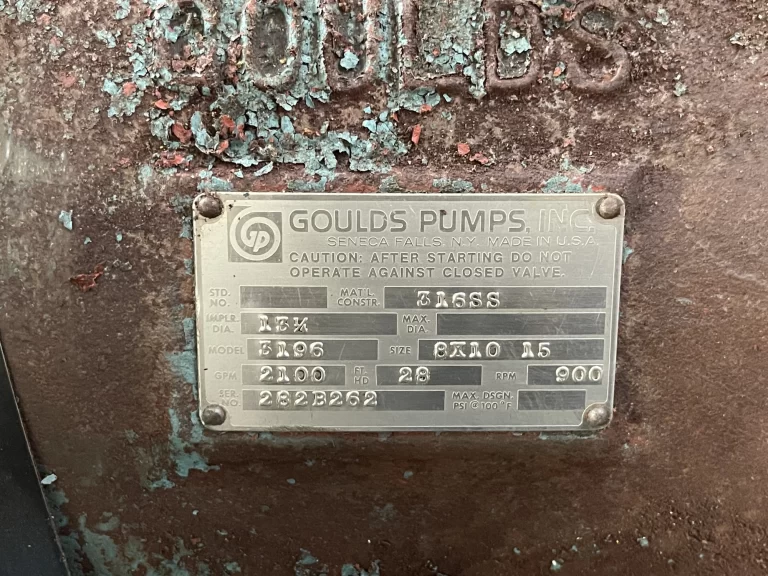 GOULDS
GP GOULDS PUMPS, INC.
SENECA FALLS, N.Y. MADE IN U.S.A.
CAUTION: AFTER STARTING DO NOT
OPERATE AGAINST CLOSED VALVE.
STD. NO. MAT'L. CONSTR. 316SS
IMPLR. DIA. 13¼ MAX. DIA.
MODEL 3196 SIZE 8X10 15
GPM 2100 FT. HD 28 RPM 900
SER. NO. 282B262 MAX. DSGN. PSI @ 100°F